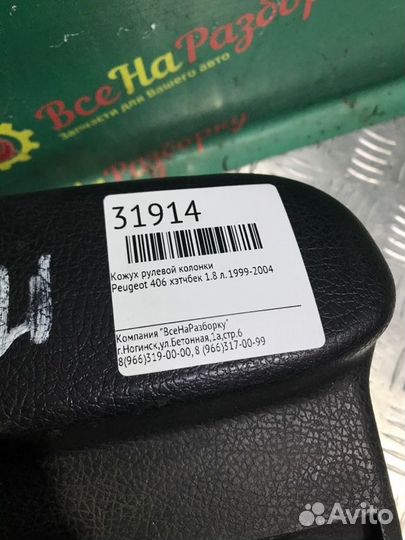 ВсеНаРазборку
Запчасти для Вашего авто
31914
Кожух рулевой колонки
Peugeot 406 хэтчбек 1.8 л.1999-2004
Компания "ВсеНаРазборку"
г.Ногинск,ул.Бетонная,1а,стр.6
8(966)319-00-00, 8 (966)317-00-99
Avito